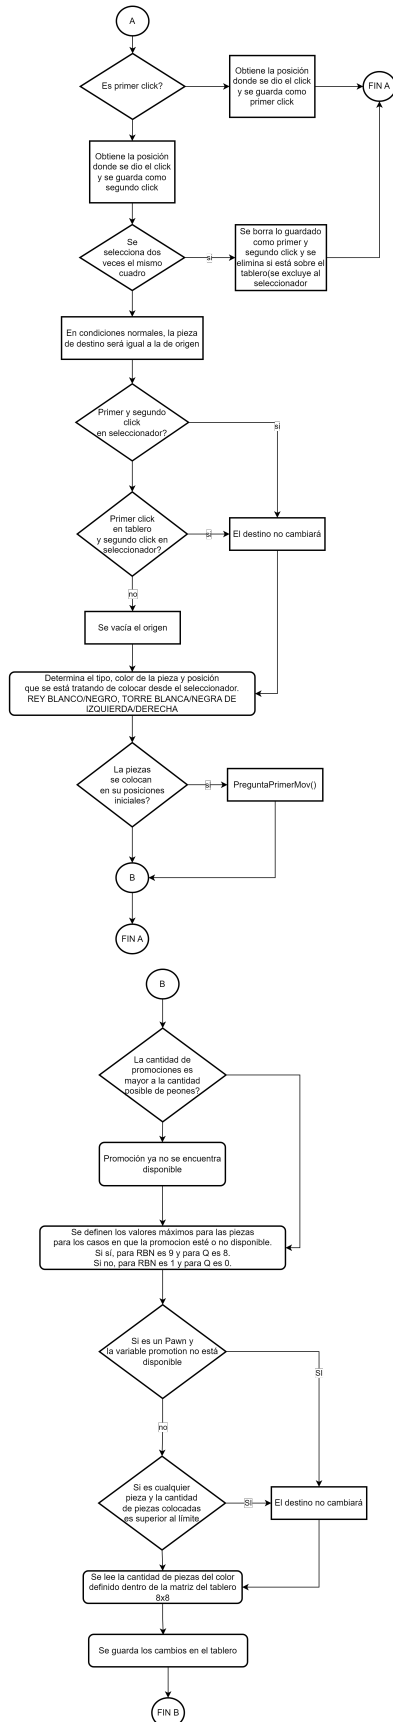 A
Es primer click?
Obtiene la posición
donde se dio el click
y se guarda como
primer click
FIN A
Obtiene la posición
donde se dio el click
y se guarda como
segundo click
Se
selecciona dos
veces el mismo
cuadro
si
Se borra lo guardado
como primer y
segundo click y se
elimina si está sobre el
tablero(se excluye al
seleccionador
En condiciones normales, la pieza
de destino será igual a la de origen
Primer y segundo
click
en seleccionador?
si
Primer click
en tablero
y segundo click en
seleccionador?
si
El destino no cambiará
no
Se vacía el origen
Determina el tipo, color de la pieza y posición
que se está tratando de colocar desde el seleccionador.
REY BLANCO/NEGRO, TORRE BLANCA/NEGRA DE
IZQUIERDA/DERECHA
La piezas
se colocan
en su posiciones
iniciales?
si
PreguntaPrimerMov()
B
FIN A
B
La cantidad de
promociones es
mayor a la cantidad
posible de peones?
Promoción ya no se encuentra
disponible
Se definen los valores máximos para las piezas
para los casos en que la promocion esté o no disponible.
Si sí, para RBN es 9 y para Q es 8.
Si no, para RBN es 1 y para Q es 0.
Si es un Pawn y
la variable promotion no está
disponible
SI
no
Si es cualquier
pieza y la cantidad
de piezas colocadas
es superior al límite
SI
El destino no cambiará
Se lee la cantidad de piezas del color
definido dentro de la matriz del tablero
8x8
Se guarda los cambios en el tablero
FIN B